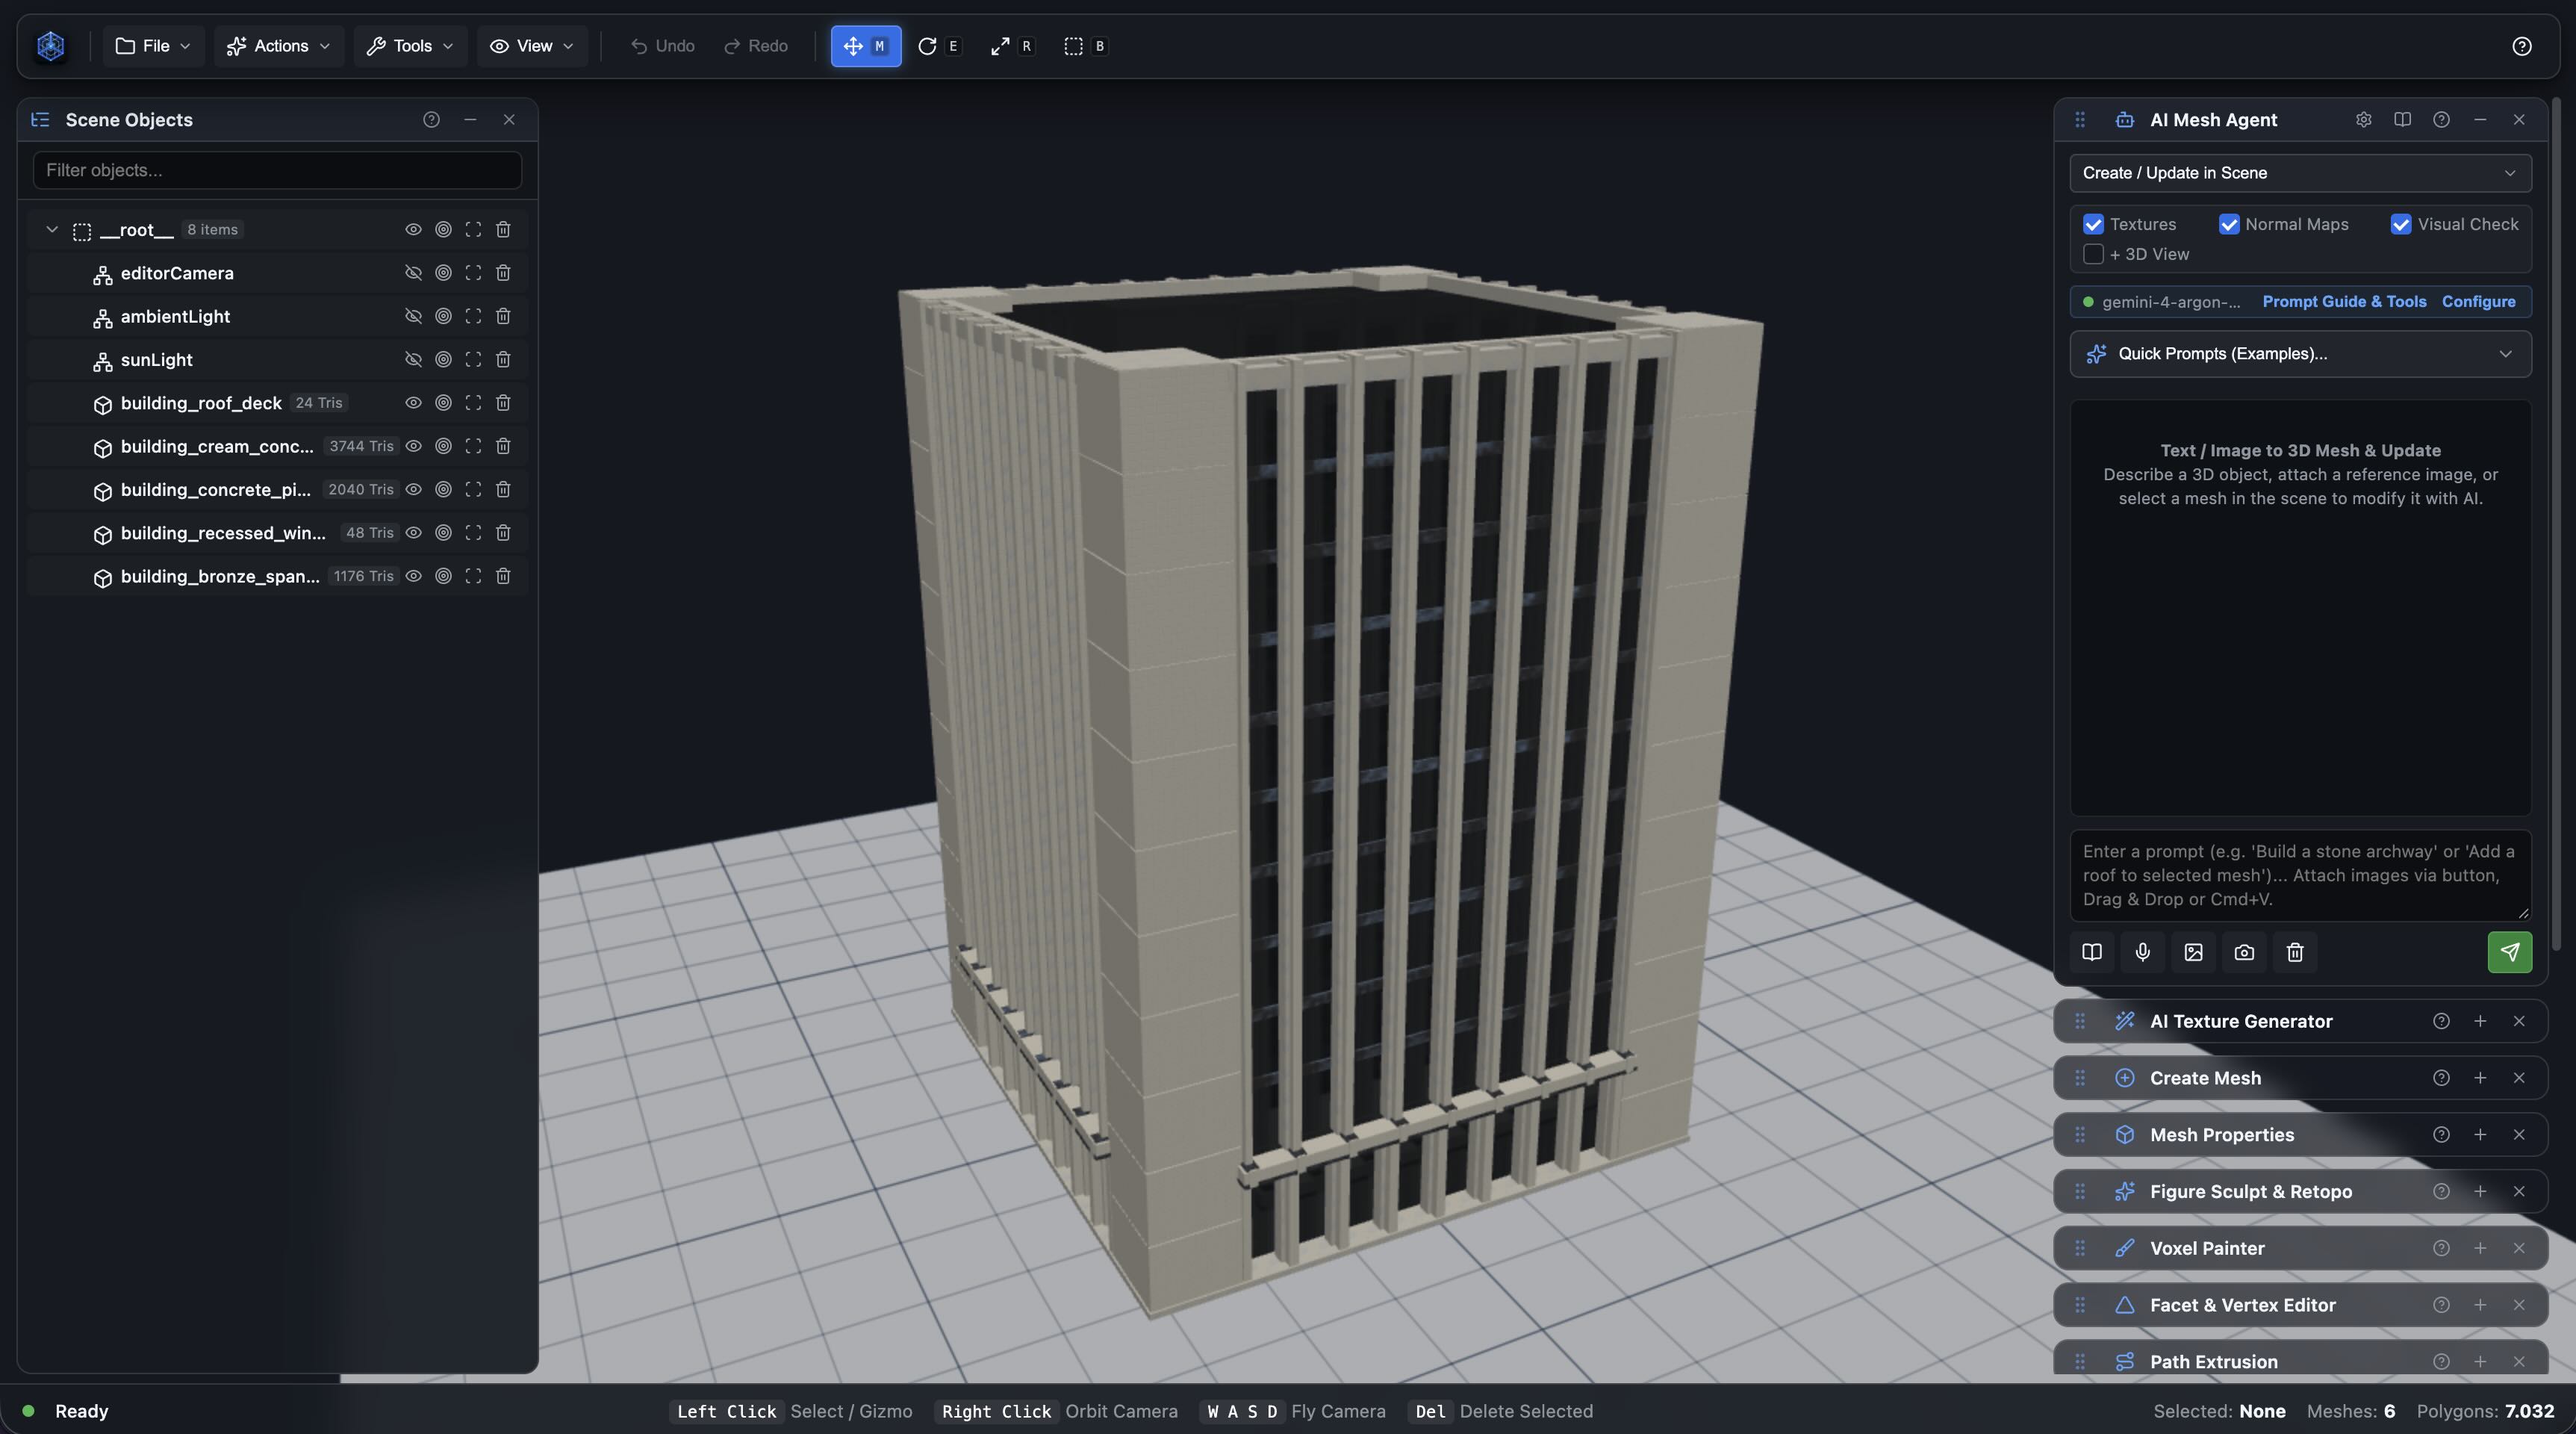 File
Actions
Tools
View
Undo
Redo
M
E
R
B
Scene Objects
Filter objects...
__root__ 8 items
editorCamera
ambientLight
sunLight
building_roof_deck 24 Tris
building_cream_conc... 3744 Tris
building_concrete_pi... 2040 Tris
building_recessed_win... 48 Tris
building_bronze_span... 1176 Tris
AI Mesh Agent
Create / Update in Scene
Textures Normal Maps Visual Check
+ 3D View
gemini-4-argon-... Prompt Guide & Tools Configure
Quick Prompts (Examples)...
Text / Image to 3D Mesh & Update
Describe a 3D object, attach a reference image, or
select a mesh in the scene to modify it with AI.
Enter a prompt (e.g. 'Build a stone archway' or 'Add a
roof to selected mesh')... Attach images via button,
Drag & Drop or Cmd+V.
AI Texture Generator
Create Mesh
Mesh Properties
Figure Sculpt & Retopo
Voxel Painter
Facet & Vertex Editor
Path Extrusion
Ready
Left Click Select / Gizmo Right Click Orbit Camera W A S D Fly Camera Del Delete Selected
Selected: None Meshes: 6 Polygons: 7.032